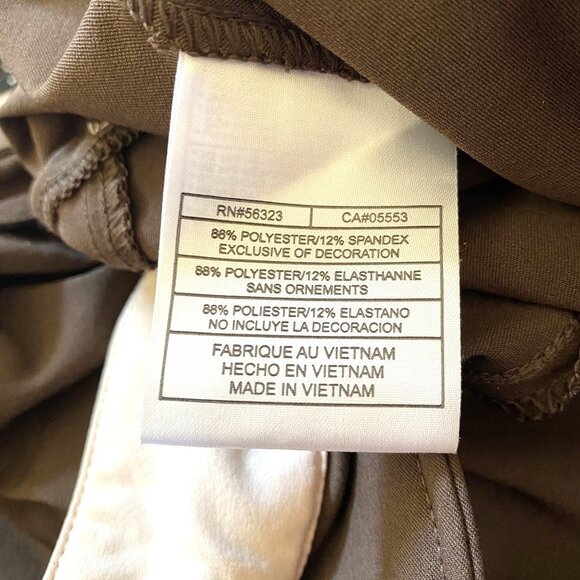 RN#56323 CA#05553
88% POLYESTER/12% SPANDEX
EXCLUSIVE OF DECORATION
88% POLYESTER/12% ELASTHANNE
SANS ORNEMENTS
88% POLIESTER/12% ELASTANO
NO INCLUYE LA DECORACION
FABRIQUE AU VIETNAM
HECHO EN VIETNAM
MADE IN VIETNAM